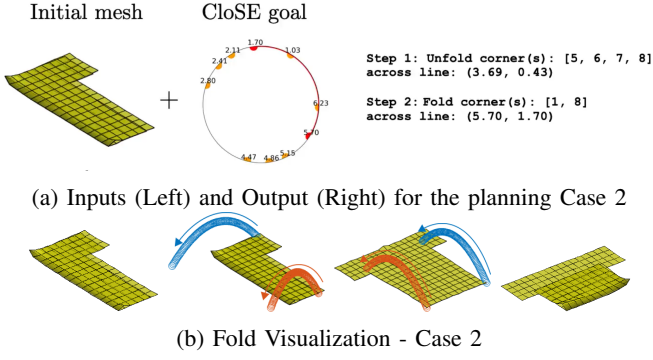 Initial mesh
CloSE goal
1.70
2.11
1.03
2.41
2.80
6.23
5.70
5.15
4.86
4.47
+
Step 1: Unfold corner(s): [5, 6, 7, 8]
across line: (3.69, 0.43)
Step 2: Fold corner(s): [1, 8]
across line: (5.70, 1.70)
(a) Inputs (Left) and Output (Right) for the planning Case 2
(b) Fold Visualization - Case 2